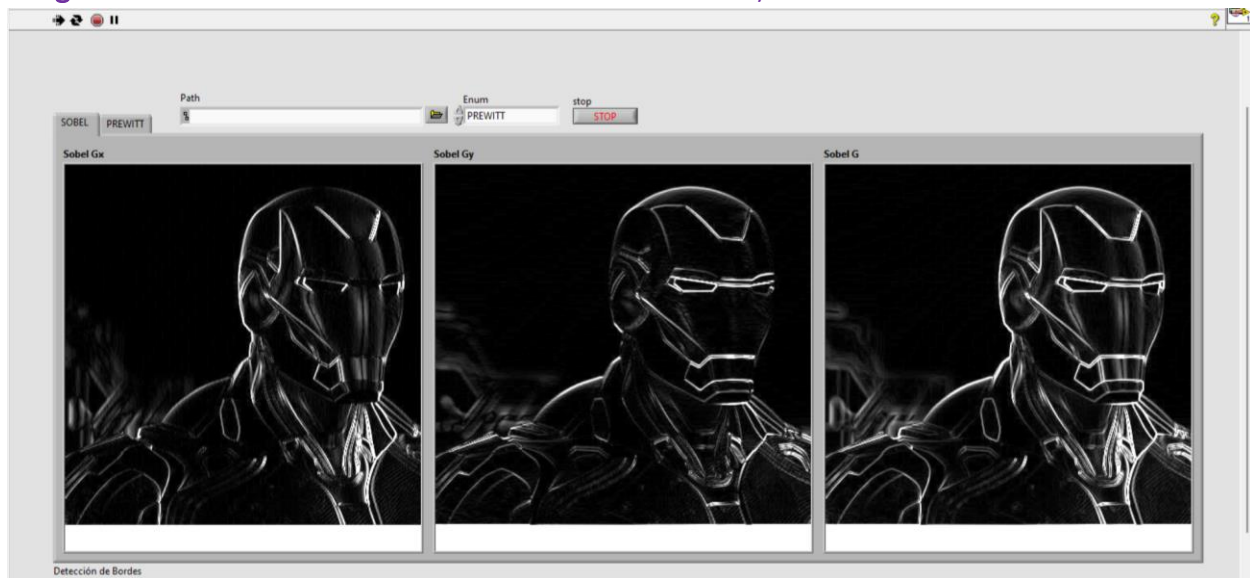 Path
Enum
stop
%
PREWITT
STOP
SOBEL
PREWITT
Sobel Gx
Sobel Gy
Sobel G
Detección de Bordes